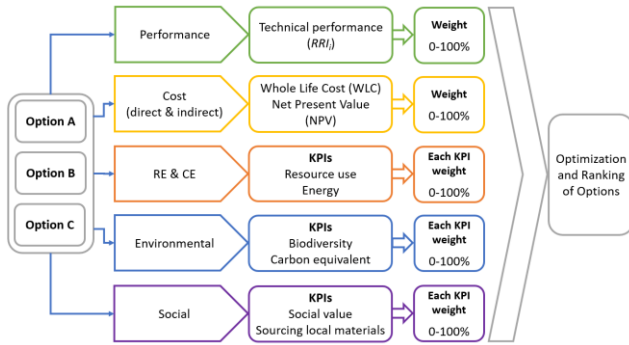 Option A
Option B
Option C
Performance
Technical performance
(RRIj)
Weight
0-100%
Cost
(direct & indirect)
Whole Life Cost (WLC)
Net Present Value
(NPV)
Weight
0-100%
RE & CE
KPIs
Resource use
Energy
Each KPI
weight
0-100%
Environmental
KPIs
Biodiversity
Carbon equivalent
Each KPI
weight
0-100%
Social
KPIs
Social value
Sourcing local materials
Each KPI
weight
0-100%
Optimization
and Ranking
of Options